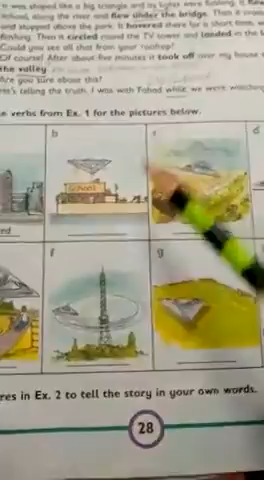 It was shaped like a big triangle and its lights were flashing. It flew
school, along the river and flew under the bridge. Then it
and stopped above the park. It hovered there for a short time,
flashing. Then it circled round the TV tower and landed in the
Could you see all that from your rooftop?
Of course! After about five minutes it took off over my house
the valley.
Are you sure about this?
He's telling the truth. I was with Fahad while we were watching
e verbs from Ex. 1 for the pictures below.
b
c
d
School
ed
f
g
res in Ex. 2 to tell the story in your own words.
28